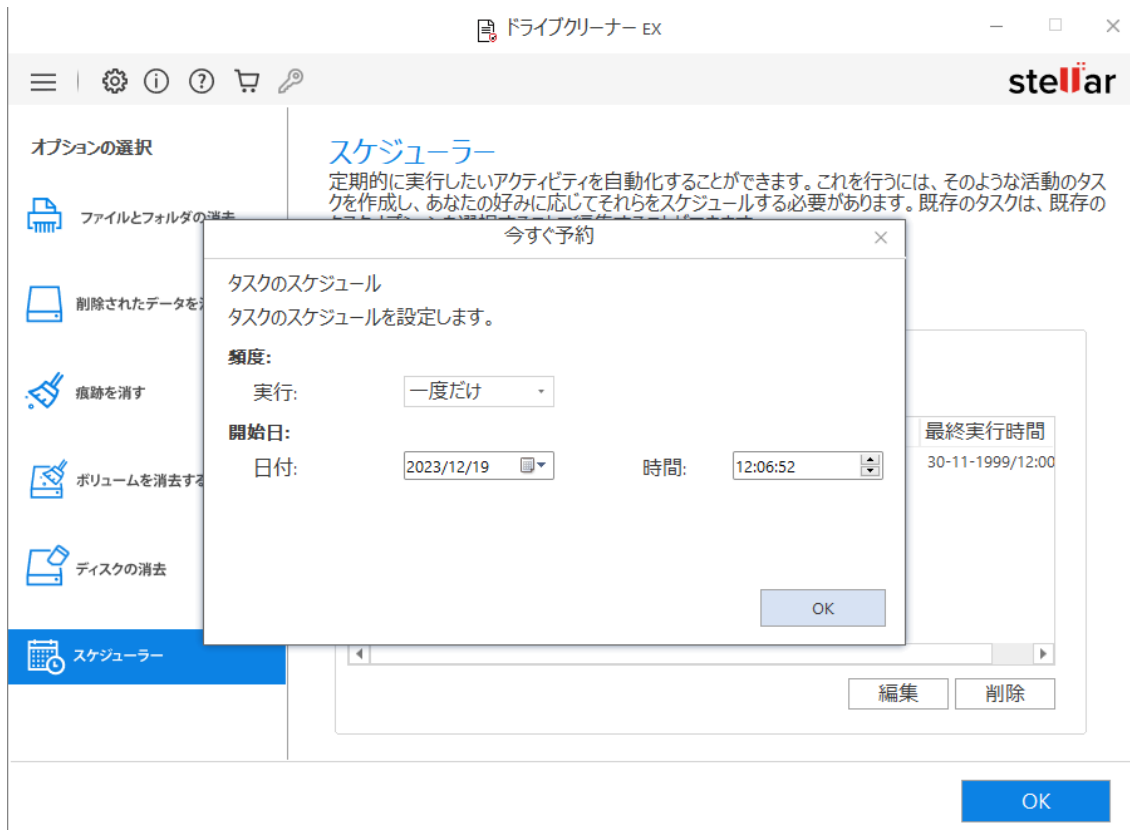 ドライブクリーナー EX
stellar
オプションの選択
スケジューラー
定期的に実行したいアクティビティを自動化することができます。これを行うには、そのような活動のタス
クを作成し、あなたの好みに応じてそれらをスケジュールする必要があります。既存のタスクは、既存の
ファイルとフォルダの消去
今すぐ予約
タスクのスケジュール
削除されたデータを
タスクのスケジュールを設定します。
頻度:
痕跡を消す
実行:
一度だけ
開始日:
最終実行時間
日付:
2023/12/19
時間:
12:06:52
30-11-1999/12:00
ボリュームを消去する
ディスクの消去
OK
スケジューラー
編集
削除
OK